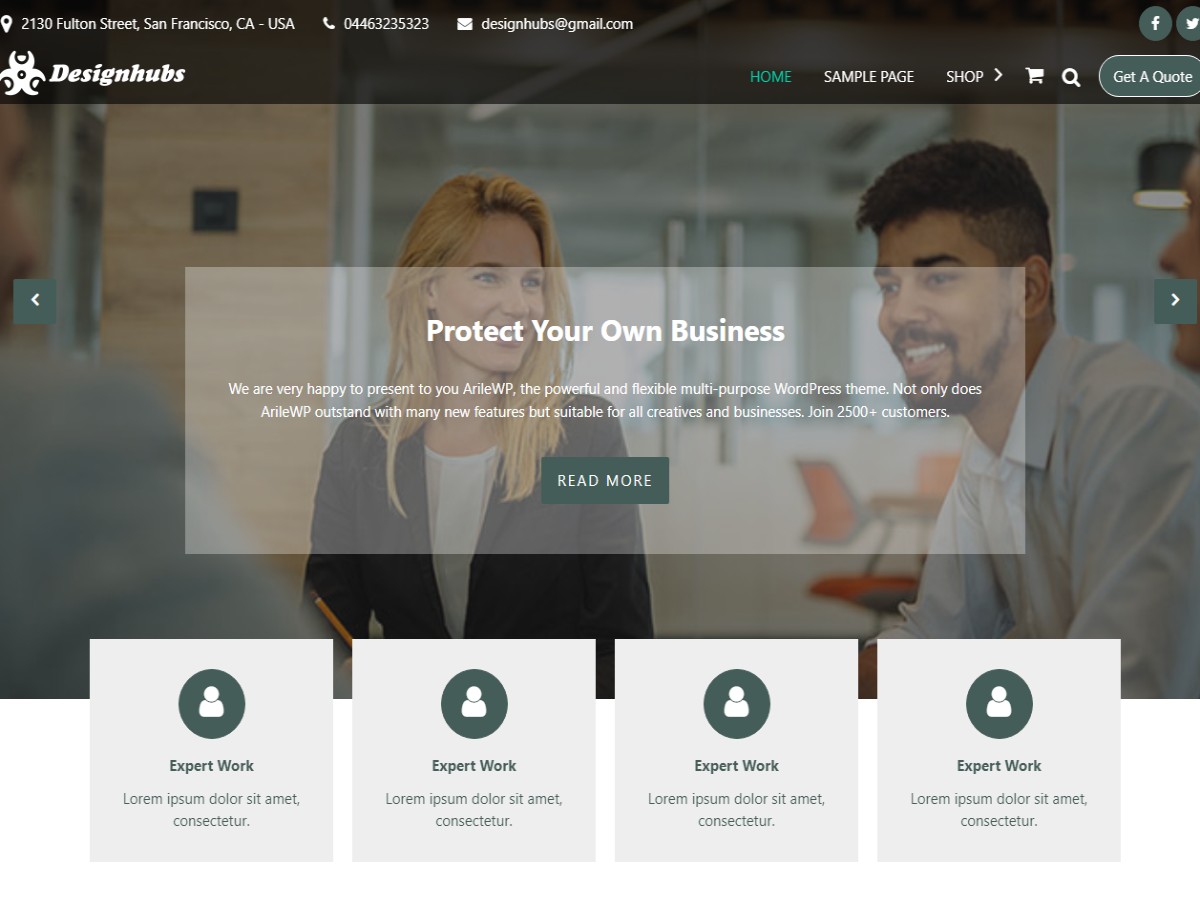 2130 Fulton Street, San Francisco, CA - USA
04463235323
designhubs@gmail.com
Designhubs
HOME
SAMPLE PAGE
SHOP
Get A Quote
Protect Your Own Business
We are very happy to present to you ArileWP, the powerful and flexible multi-purpose WordPress theme. Not only does
ArileWP outstand with many new features but suitable for all creatives and businesses. Join 2500+ customers.
READ MORE
Expert Work
Lorem ipsum dolor sit amet,
consectetur.
Expert Work
Lorem ipsum dolor sit amet,
consectetur.
Expert Work
Lorem ipsum dolor sit amet,
consectetur.
Expert Work
Lorem ipsum dolor sit amet,
consectetur.